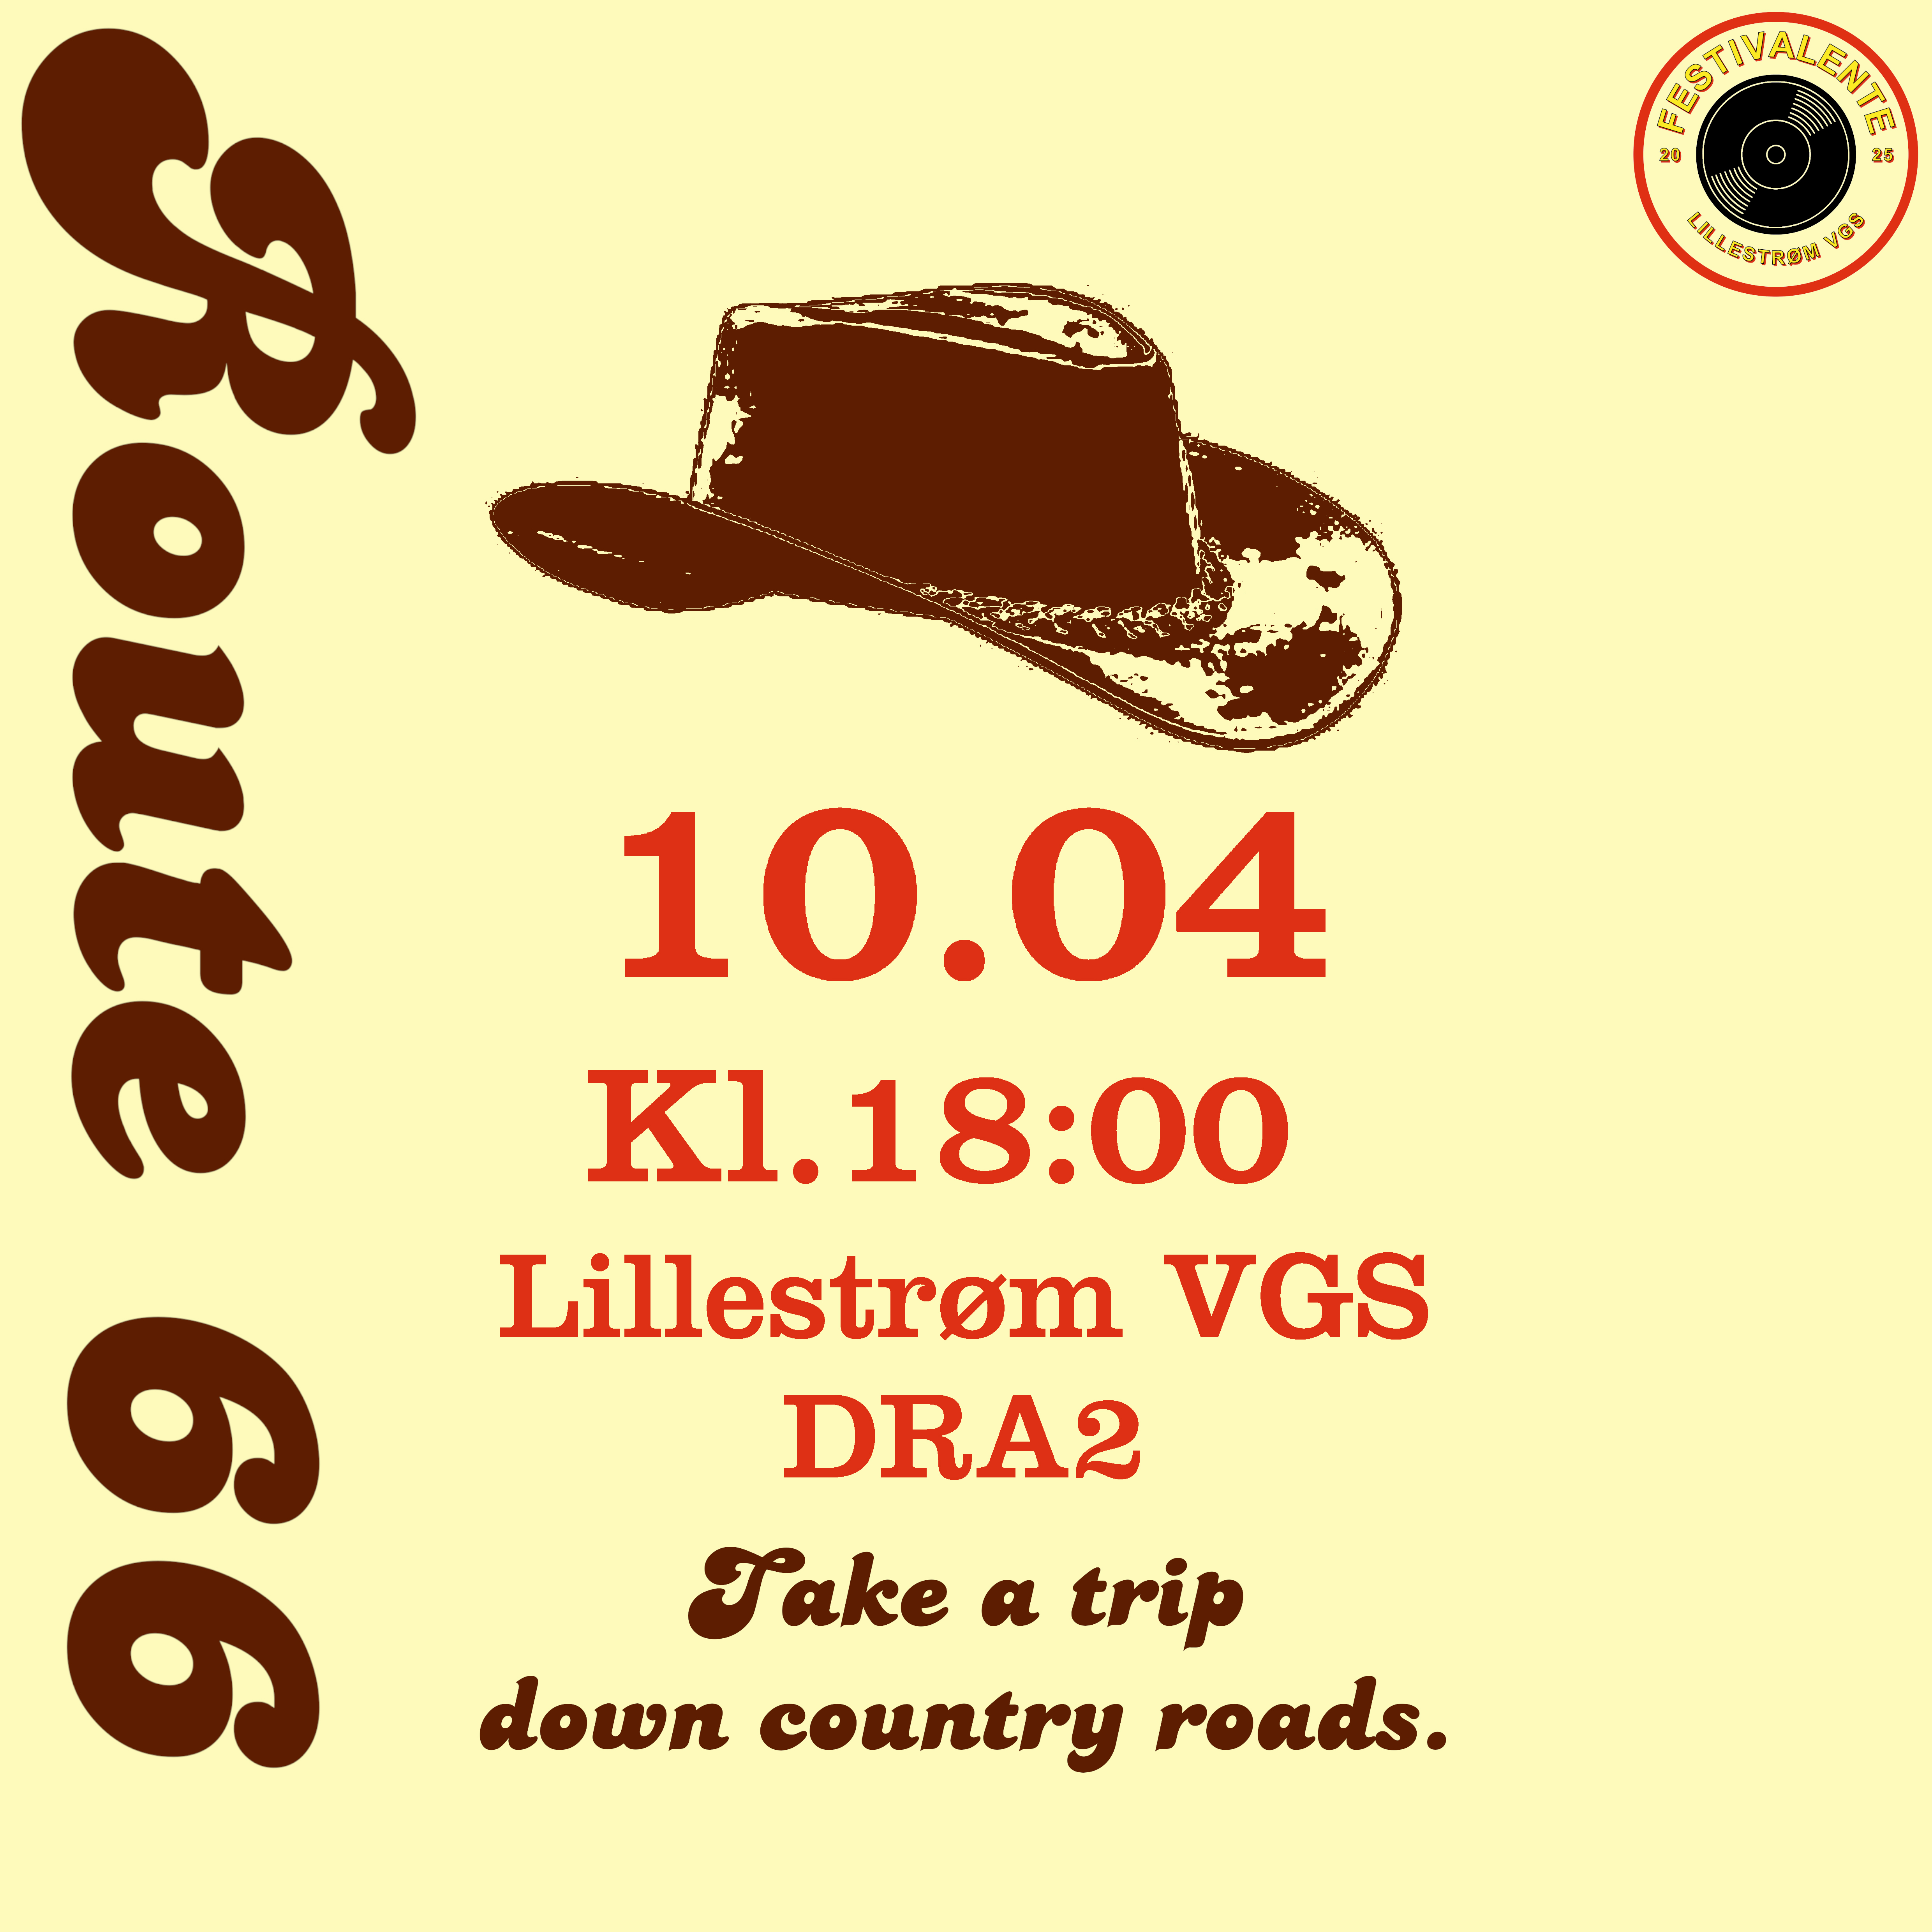 Route 66
FESTIVALENTE
20 25
LILLESTRØM VGS
10.04
Kl.18:00
Lillestrøm VGS
DRA2
Take a trip
down country roads.